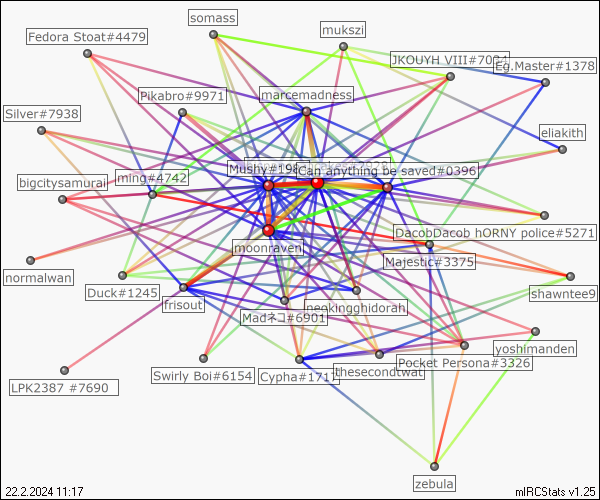 somass
mukszi
Fedora Stoat#4479
JKOUYH VIII#7024
Eg.Master#1378
Pikabro#9971
marcemadness
Silver#7938
eliakith
Mushy#198
Can anything be saved#0396
bigcitysamurai
ming#4742
DacobDacob hORNY police#5271
moonraven
Majestic#3375
normalwan
Duck#1245
frisout
neokingghidorah
shawntee9
Madネコ#6901
yoshimanden
Pocket Persona#3326
LPK2387 #7690
Swirly Boi#6154
Cypha#1711
thesecondtwat
zebula
22.2.2024 11:17
mIRCStats v1.25